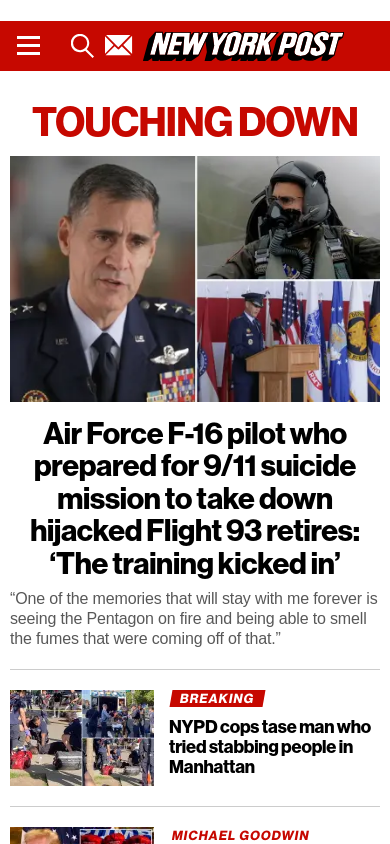 NEW YORK POST
TOUCHING DOWN
Air Force F-16 pilot who
prepared for 9/11 suicide
mission to take down
hijacked Flight 93 retires:
‘The training kicked in’
“One of the memories that will stay with me forever is
seeing the Pentagon on fire and being able to smell
the fumes that were coming off of that.”
BREAKING
NYPD cops tase man who
tried stabbing people in
Manhattan
MICHAEL GOODWIN